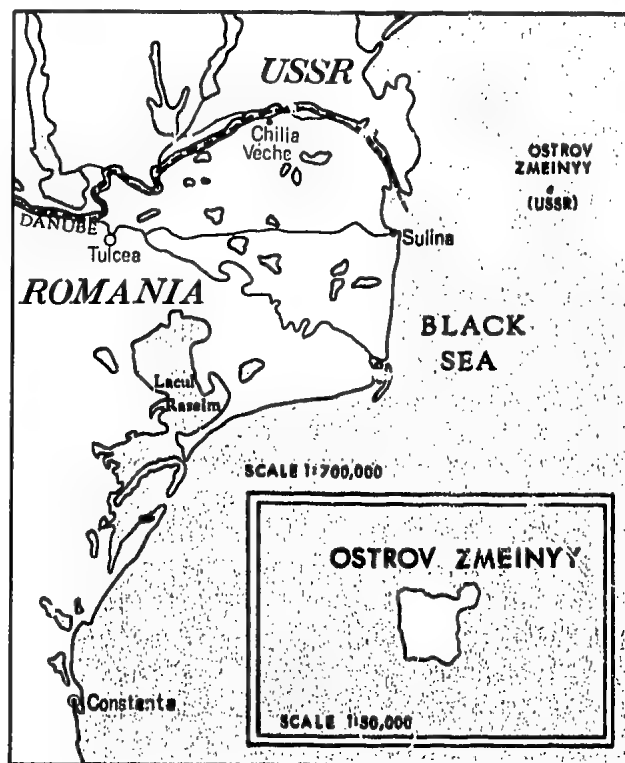 USSR
Chilia
Veche
OSTROV
ZMEINYY
(USSR)
DANUBE
Tulcea
Sulina
ROMANIA
BLACK
SEA
Lacul
Raselm
SCALE 1:700,000
OSTROV ZMEINYY
SCALE 1:50,000
Constanta